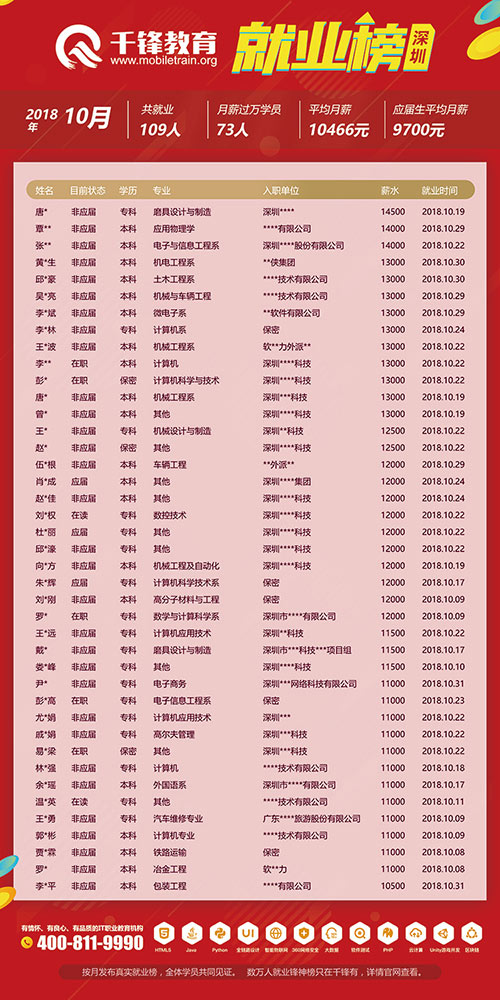 千锋教育
www.mobiletrain.org
就业榜 深圳
2018年 10月
共就业 109人
月薪过万学员 73人
平均月薪 10466元
应届生平均月薪 9700元
姓名 目前状态 学历 专业 入职单位 薪水 就业时间
唐* 非应届 专科 磨具设计与制造 深圳**** 14500 2018.10.19
覃** 非应届 本科 应用物理学 ****有限公司 14000 2018.10.29
张** 非应届 本科 电子与信息工程系 深圳****股份有限公司 14000 2018.10.22
黄*生 非应届 本科 机电工程系 **侠集团 13000 2018.10.30
邱*豪 非应届 本科 土木工程系 ****技术有限公司 13000 2018.10.30
吴*亮 非应届 本科 机械与车辆工程 ****技术有限公司 13000 2018.10.29
李*斌 非应届 本科 微电子系 **软件有限公司 13000 2018.10.29
李*林 非应届 专科 计算机系 保密 13000 2018.10.24
王*波 非应届 本科 机械工程系 软**力外派** 13000 2018.10.22
李** 在职 本科 计算机 深圳****科技 13000 2018.10.22
彭* 在职 保密 计算机科学与技术 深圳****科技 13000 2018.10.22
唐* 非应届 本科 机械工程系 深圳***科技 13000 2018.10.19
曾* 非应届 本科 其他 深圳****科技 13000 2018.10.19
王* 非应届 专科 机械设计与制造 深圳**科技 12500 2018.10.22
赵* 非应届 保密 其他 深圳****科技 12500 2018.10.22
伍*根 非应届 本科 车辆工程 **外派** 12000 2018.10.29
肖*成 应届 本科 其他 深圳****集团 12000 2018.10.24
赵*佳 非应届 本科 其他 深圳****科技 12000 2018.10.24
刘*权 在读 专科 数控技术 深圳****科技 12000 2018.10.22
杜*丽 应届 专科 其他 深圳****科技 12000 2018.10.22
邱*濠 非应届 专科 其他 深圳****科技 12000 2018.10.22
向*方 非应届 本科 机械工程及自动化 深圳****科技 12000 2018.10.22
朱*辉 应届 专科 计算机科学技术系 保密 12000 2018.10.17
刘*刚 非应届 本科 高分子材料与工程 保密 12000 2018.10.09
罗* 在职 专科 数学与计算科学系 深圳市****有限公司 12000 2018.10.09
王*远 非应届 专科 计算机应用技术 深圳**科技 11500 2018.10.22
戴* 非应届 专科 磨具设计与制造 深圳市***科技***项目组 11500 2018.10.17
娄*峰 非应届 专科 其他 深圳****科技 11500 2018.10.10
尹* 非应届 专科 电子商务 深圳***网络科技有限公司 11000 2018.10.31
彭*高 在职 专科 电子信息工程系 保密 11000 2018.10.23
尤*娟 非应届 专科 计算机应用技术 深圳*** 11000 2018.10.22
戚*娟 非应届 专科 高尔夫管理 深圳***科技 11000 2018.10.22
易*梁 在职 保密 其他 深圳***科技 11000 2018.10.22
林*强 非应届 专科 计算机 ****技术有限公司 11000 2018.10.18
余*瑶 非应届 本科 外国语系 深圳市****有限公司 11000 2018.10.17
温*英 在读 专科 其他 ****技术有限公司 11000 2018.10.11
王*勇 非应届 专科 汽车维修专业 广东****旅游股份有限公司 11000 2018.10.09
郭*彬 非应届 本科 计算机专业 ****技术有限公司 11000 2018.10.09
贾*霖 非应届 本科 铁路运输 保密 11000 2018.10.08
罗* 非应届 本科 冶金工程 软**力 11000 2018.10.08
李*平 非应届 本科 包装工程 ****有限公司 10500 2018.10.31
有情怀、有良心、有品质的IT职业教育机构
400-811-9990
HTML5 Java Python 全链路设计 智能物联网 360网络安全 大数据 软件测试 PHP 云计算 Unity游戏开发 区块链
按月发布真实就业榜，全体学员共同见证。 数万人就业锋神榜只在千锋有，详情官网查看。